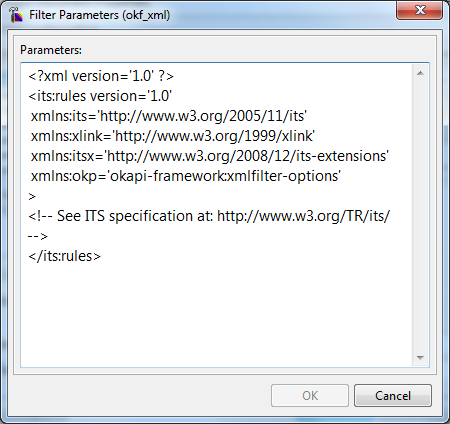 Filter Parameters (okf_xml)
Parameters:
<?xml version='1.0' ?>
<its:rules version='1.0'
xmlns:its='http://www.w3.org/2005/11/its'
xmlns:xlink='http://www.w3.org/1999/xlink'
xmlns:itsx='http://www.w3.org/2008/12/its-extensions'
xmlns:okp='okapi-framework:xmlfilter-options'
>
<!-- See ITS specification at: http://www.w3.org/TR/its/
-->
</its:rules>
OK Cancel